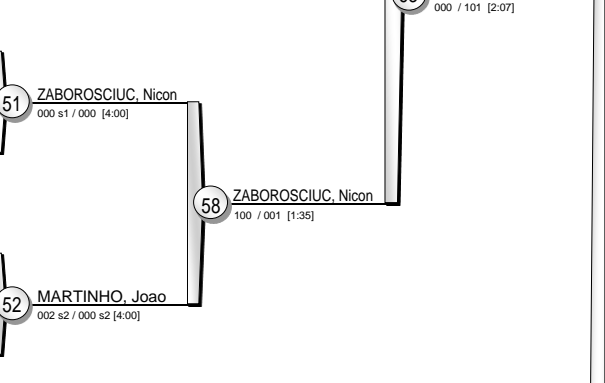 000 / 101 [2:07]
51
ZABOROSCIUC, Nicon
000 s1 / 000 [4:00]
58
ZABOROSCIUC, Nicon
100 / 001 [1:35]
52
MARTINHO, Joao
002 s2 / 000 s2 [4:00]